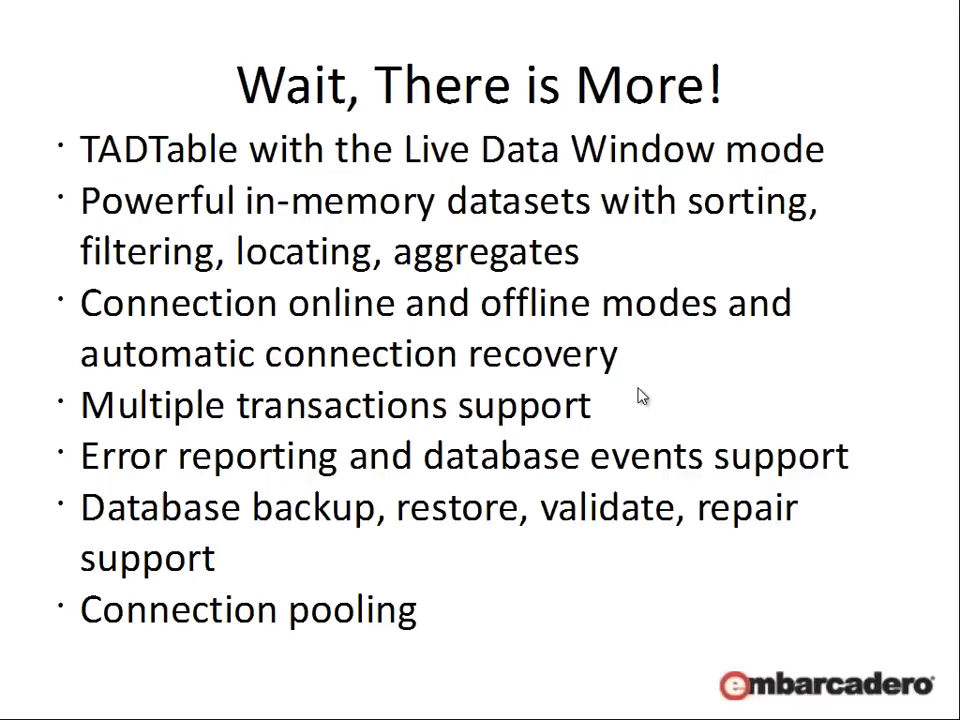 Wait, There is More!
· TADTable with the Live Data Window mode
· Powerful in-memory datasets with sorting,
filtering, locating, aggregates
· Connection online and offline modes and
automatic connection recovery
· Multiple transactions support
· Error reporting and database events support
· Database backup, restore, validate, repair
support
· Connection pooling
embarcadero